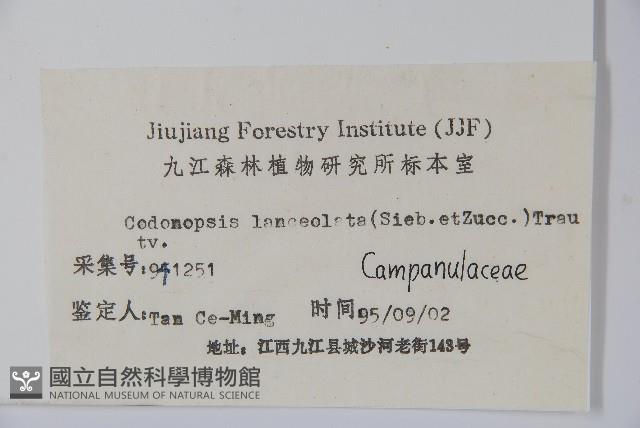 Jiujiang Forestry Institute (JJF)
九江森林植物研究所标本室
Codonopsis lanceolata(Sieb.etZucc.)Trau
tv.
采集号:951251
Campanulaceae
鉴定人:Tan Ce-Ming 时间:95/09/02
地址: 江西九江县城沙河老街143号
國立自然科學博物館
NATIONAL MUSEUM OF NATURAL SCIENCE